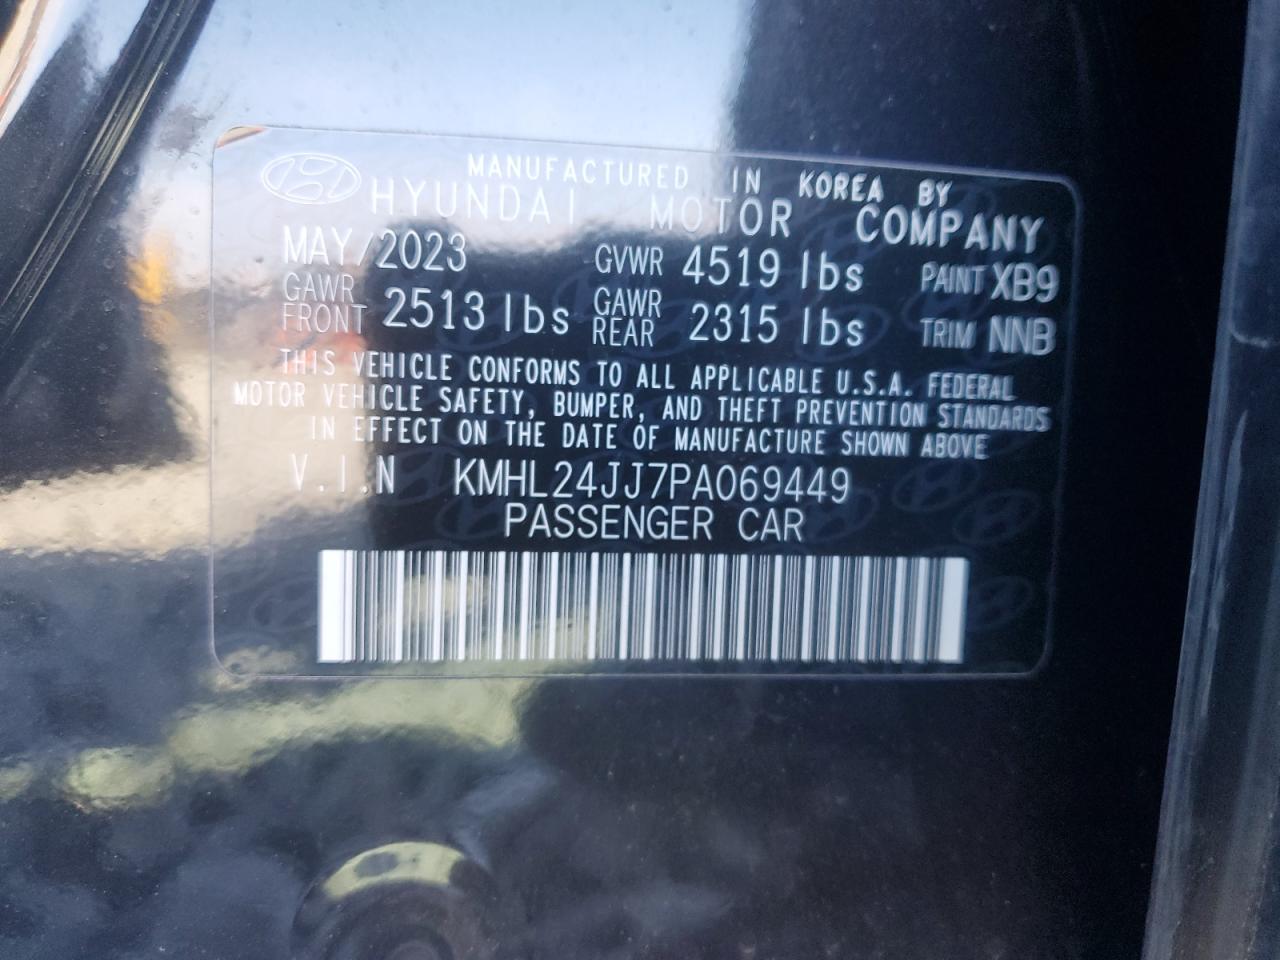 MANUFACTURED IN KOREA BY
HYUNDAI MOTOR COMPANY
MAY/2023 GVWR 4519 lbs PAINT XB9
GAWR FRONT 2513 lbs GAWR REAR 2315 lbs TRIM NNB
THIS VEHICLE CONFORMS TO ALL APPLICABLE U.S.A. FEDERAL
MOTOR VEHICLE SAFETY, BUMPER, AND THEFT PREVENTION STANDARDS
IN EFFECT ON THE DATE OF MANUFACTURE SHOWN ABOVE
V.I.N KMHL24JJ7PA069449
PASSENGER CAR